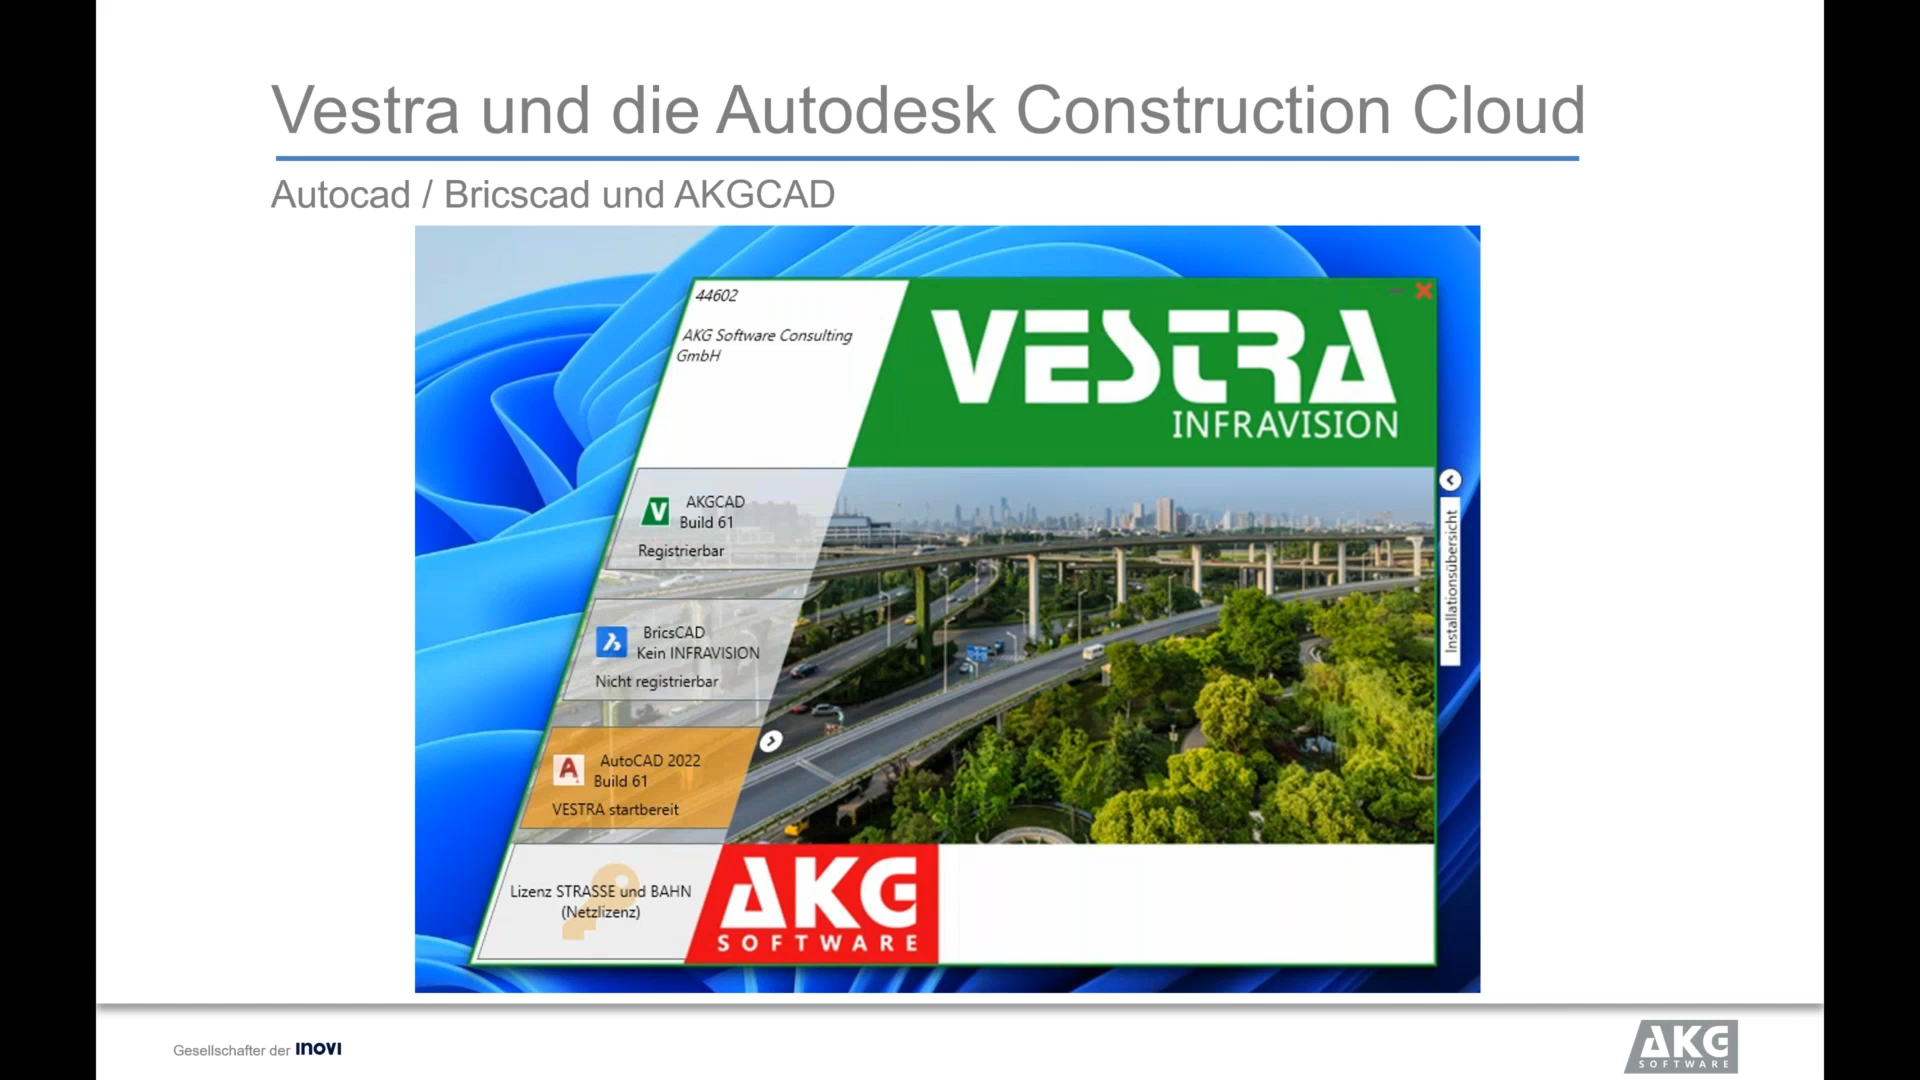 Vestra und die Autodesk Construction Cloud
Autocad / Bricscad und AKGCAD
44602
AKG Software Consulting
GmbH
VESTRA
INFRAVISION
AKGCAD
Build 61
Registrierbar
BricsCAD
Kein INFRAVISION
Nicht registrierbar
AutoCAD 2022
Build 61
VESTRA startbereit
Installationsübersicht
Lizenz STRASSE und BAHN
(Netzlizenz)
AKG
SOFTWARE
Gesellschafter der INOVI
AKG
SOFTWARE